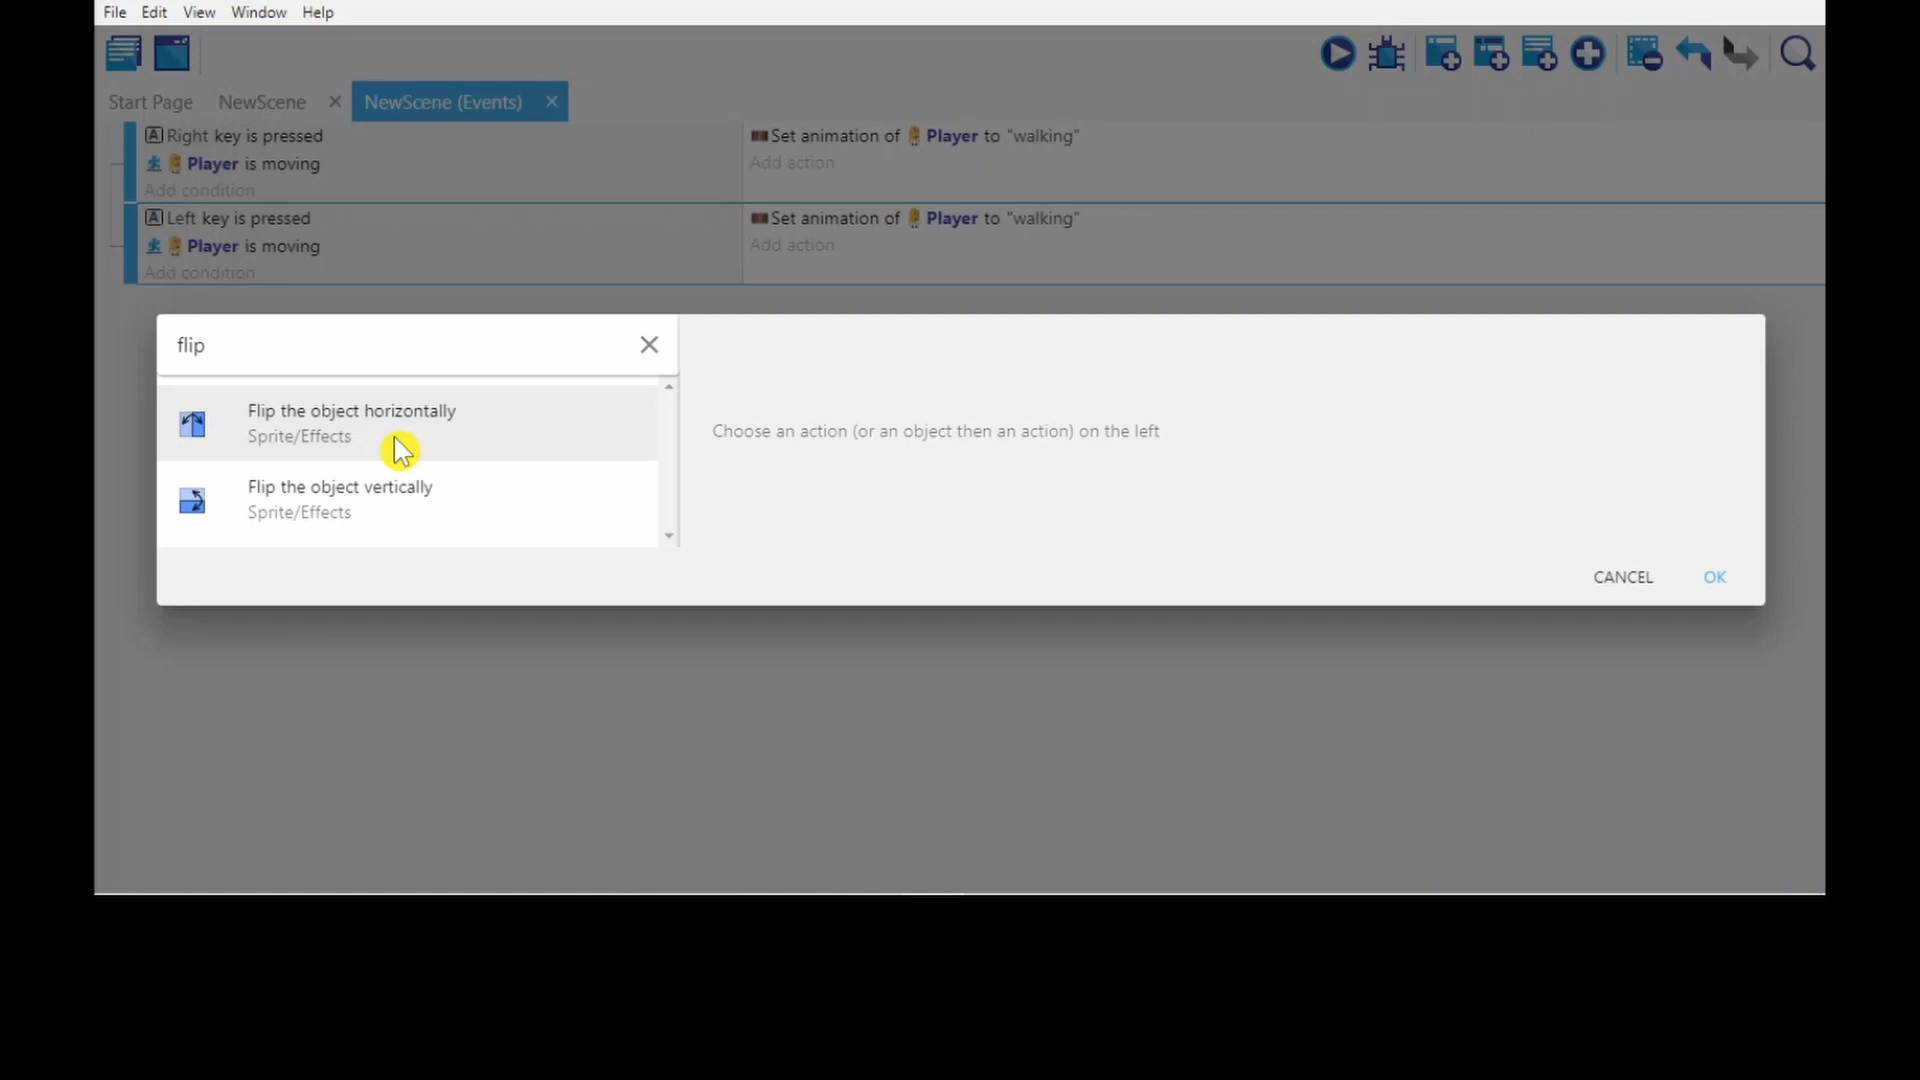 File Edit View Window Help
Start Page NewScene NewScene (Events)
Right key is pressed
Set animation of Player to "walking"
Player is moving
Add action
Add condition
Left key is pressed
Set animation of Player to "walking"
Player is moving
Add action
Add condition
flip
Flip the object horizontally
Sprite/Effects
Choose an action (or an object then an action) on the left
Flip the object vertically
Sprite/Effects
CANCEL OK